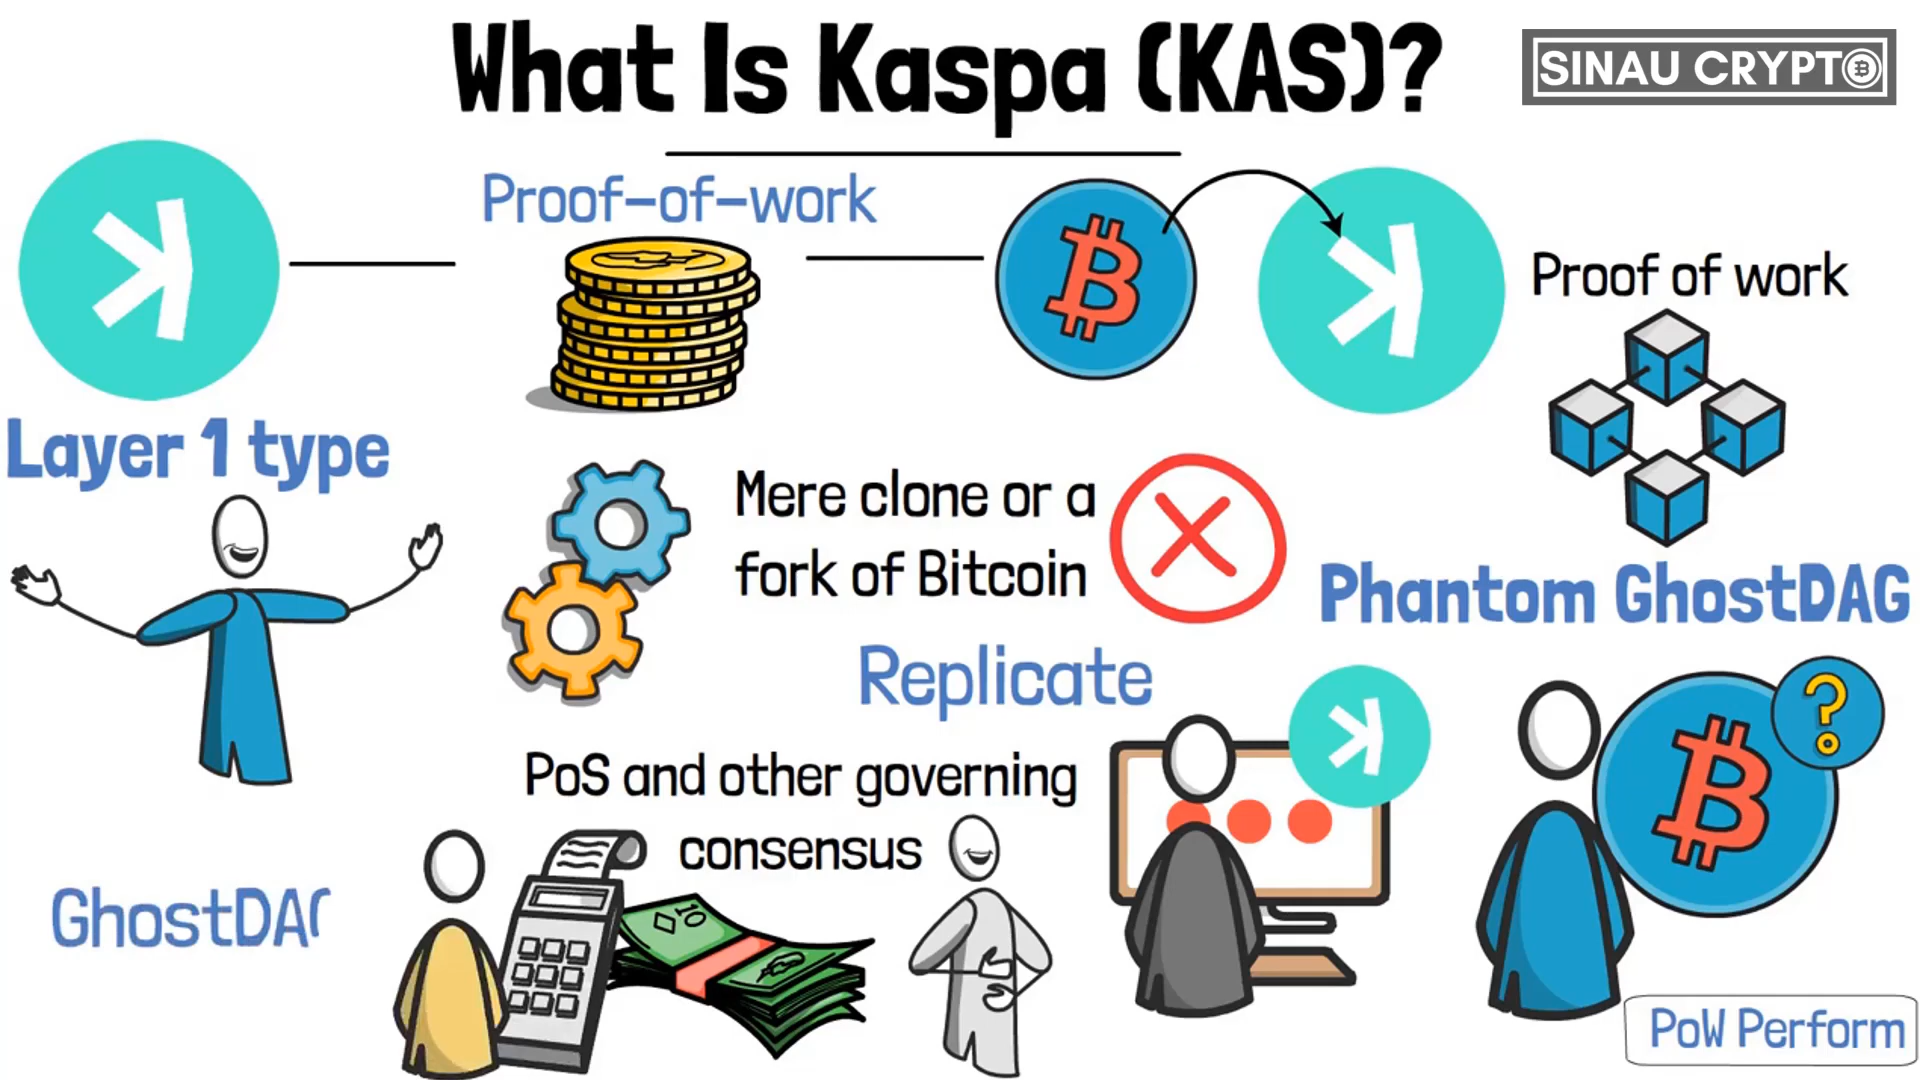 What Is Kaspa (KAS)?
SINAU CRYPTO
Proof-of-work
Proof of work
Layer 1 type
Mere clone or a
fork of Bitcoin
Phantom GhostDAG
Replicate
PoS and other governing
consensus
GhostDA
PoW Perform